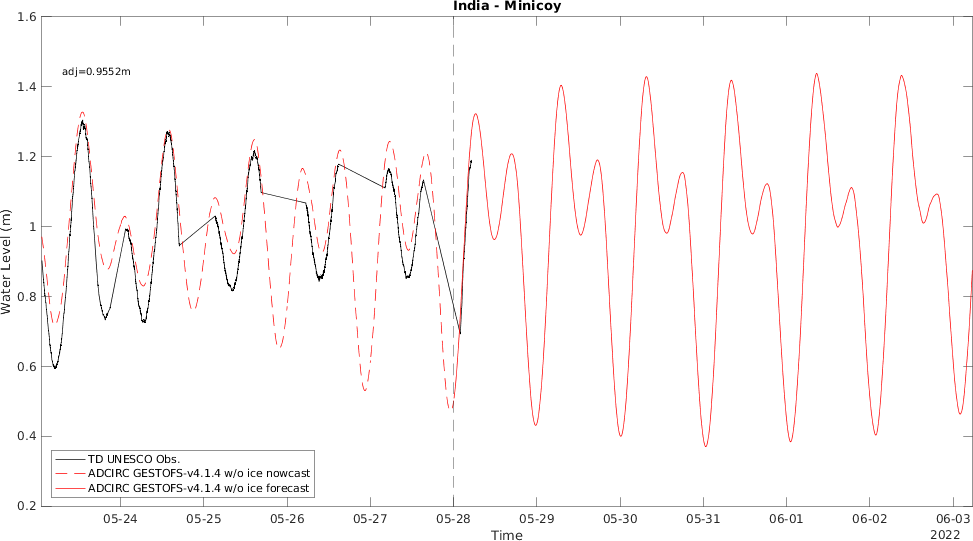 India - Minicoy
1.6
1.4
1.2
1
0.8
0.6
0.4
0.2
Water Level (m)
adj=0.9552m
TD UNESCO Obs.
ADCIRC GESTOFS-v4.1.4 w/o ice nowcast
ADCIRC GESTOFS-v4.1.4 w/o ice forecast
05-24 05-25 05-26 05-27 05-28 05-29 05-30 05-31 06-01 06-02 06-03
Time
2022